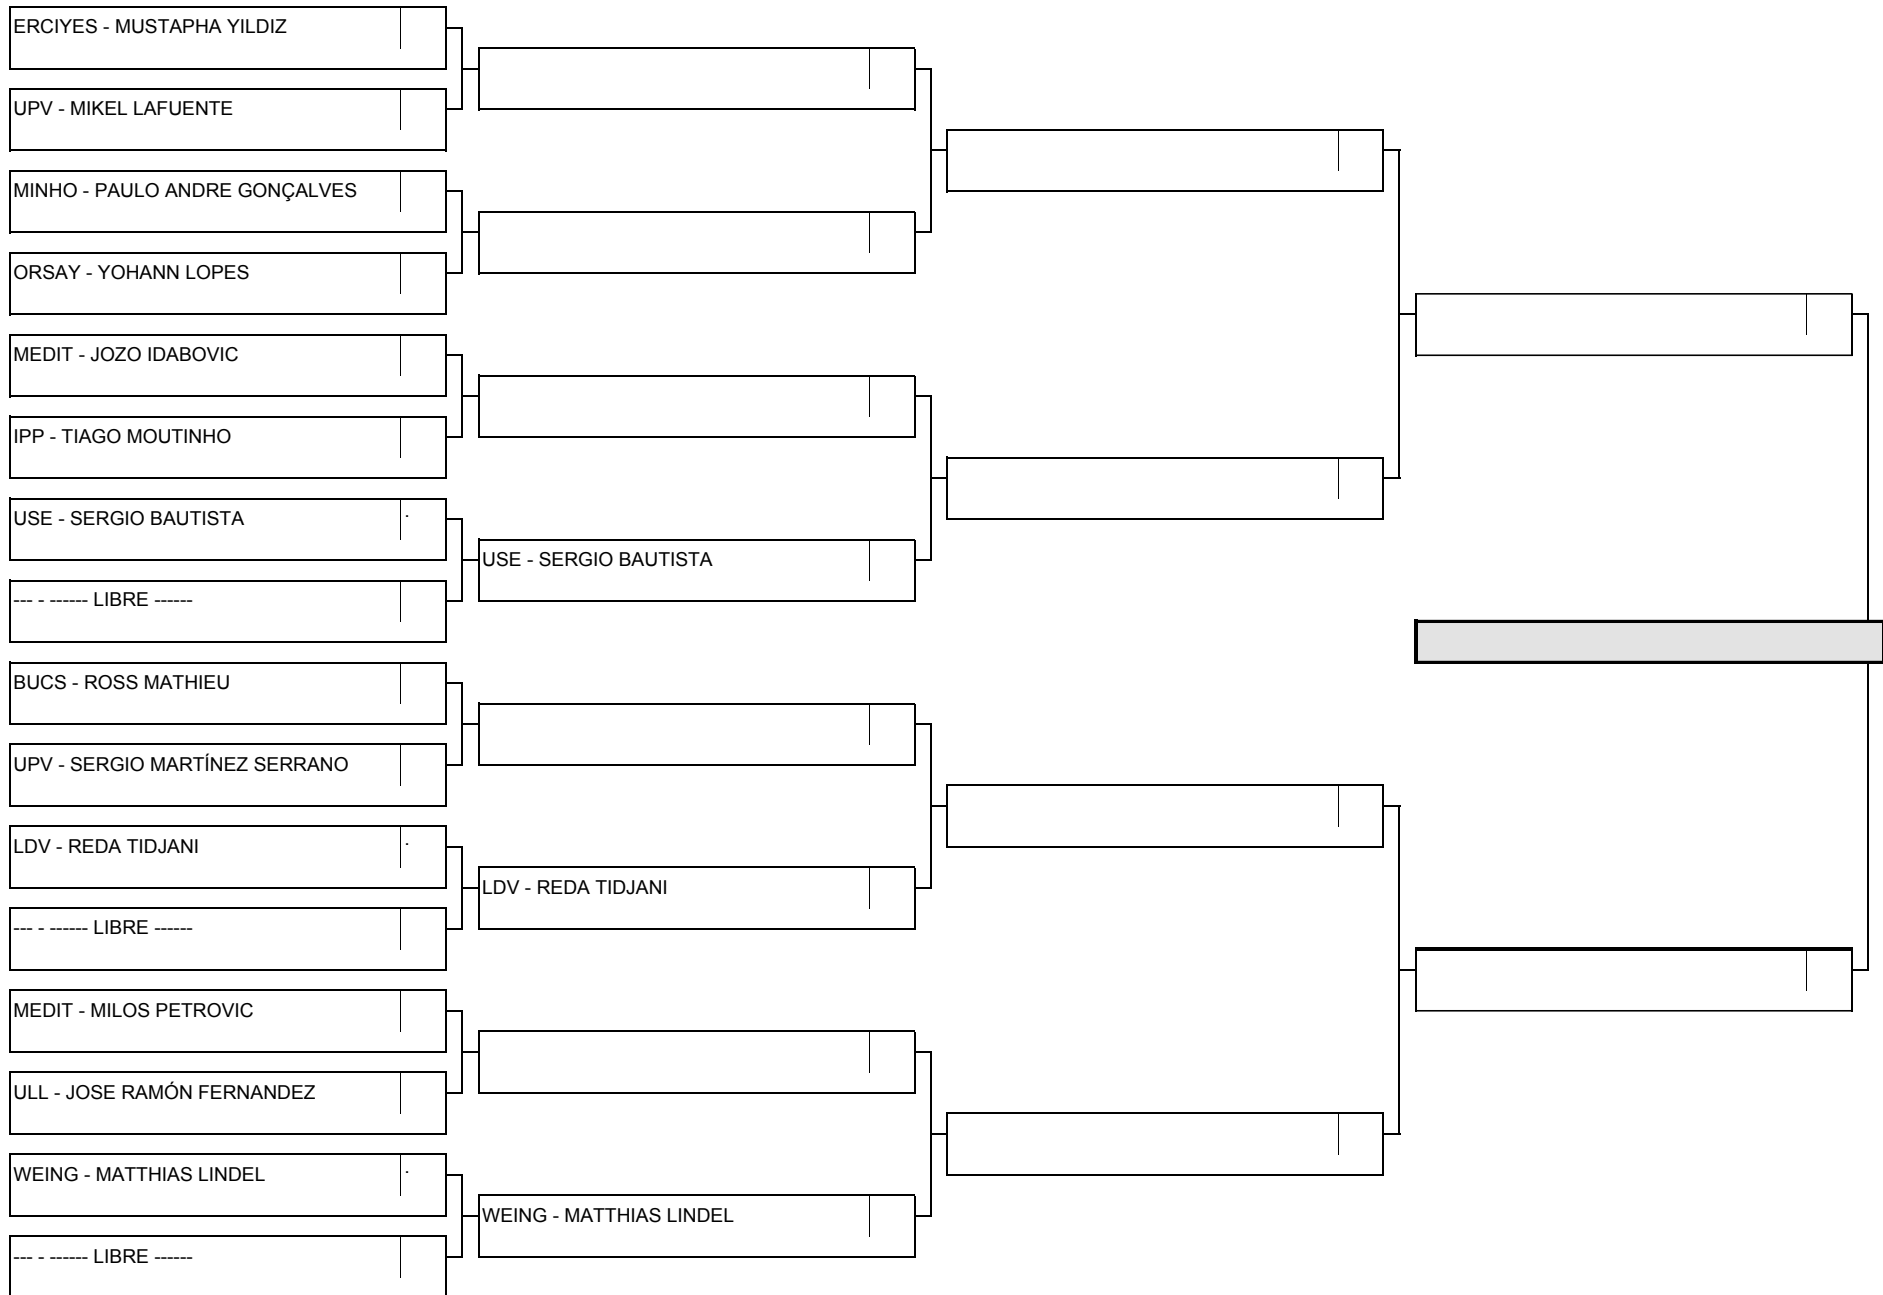 ERCIYES - MUSTAPHA YILDIZ
UPV - MIKEL LAFUENTE
MINHO - PAULO ANDRE GONÇALVES
ORSAY - YOHANN LOPES
MEDIT - JOZO IDABOVIC
IPP - TIAGO MOUTINHO
USE - SERGIO BAUTISTA .
--- - ------ LIBRE ------
BUCS - ROSS MATHIEU
UPV - SERGIO MARTÍNEZ SERRANO
LDV - REDA TIDJANI .
--- - ------ LIBRE ------
MEDIT - MILOS PETROVIC
ULL - JOSE RAMÓN FERNANDEZ
WEING - MATTHIAS LINDEL .
--- - ------ LIBRE ------
USE - SERGIO BAUTISTA
LDV - REDA TIDJANI
WEING - MATTHIAS LINDEL